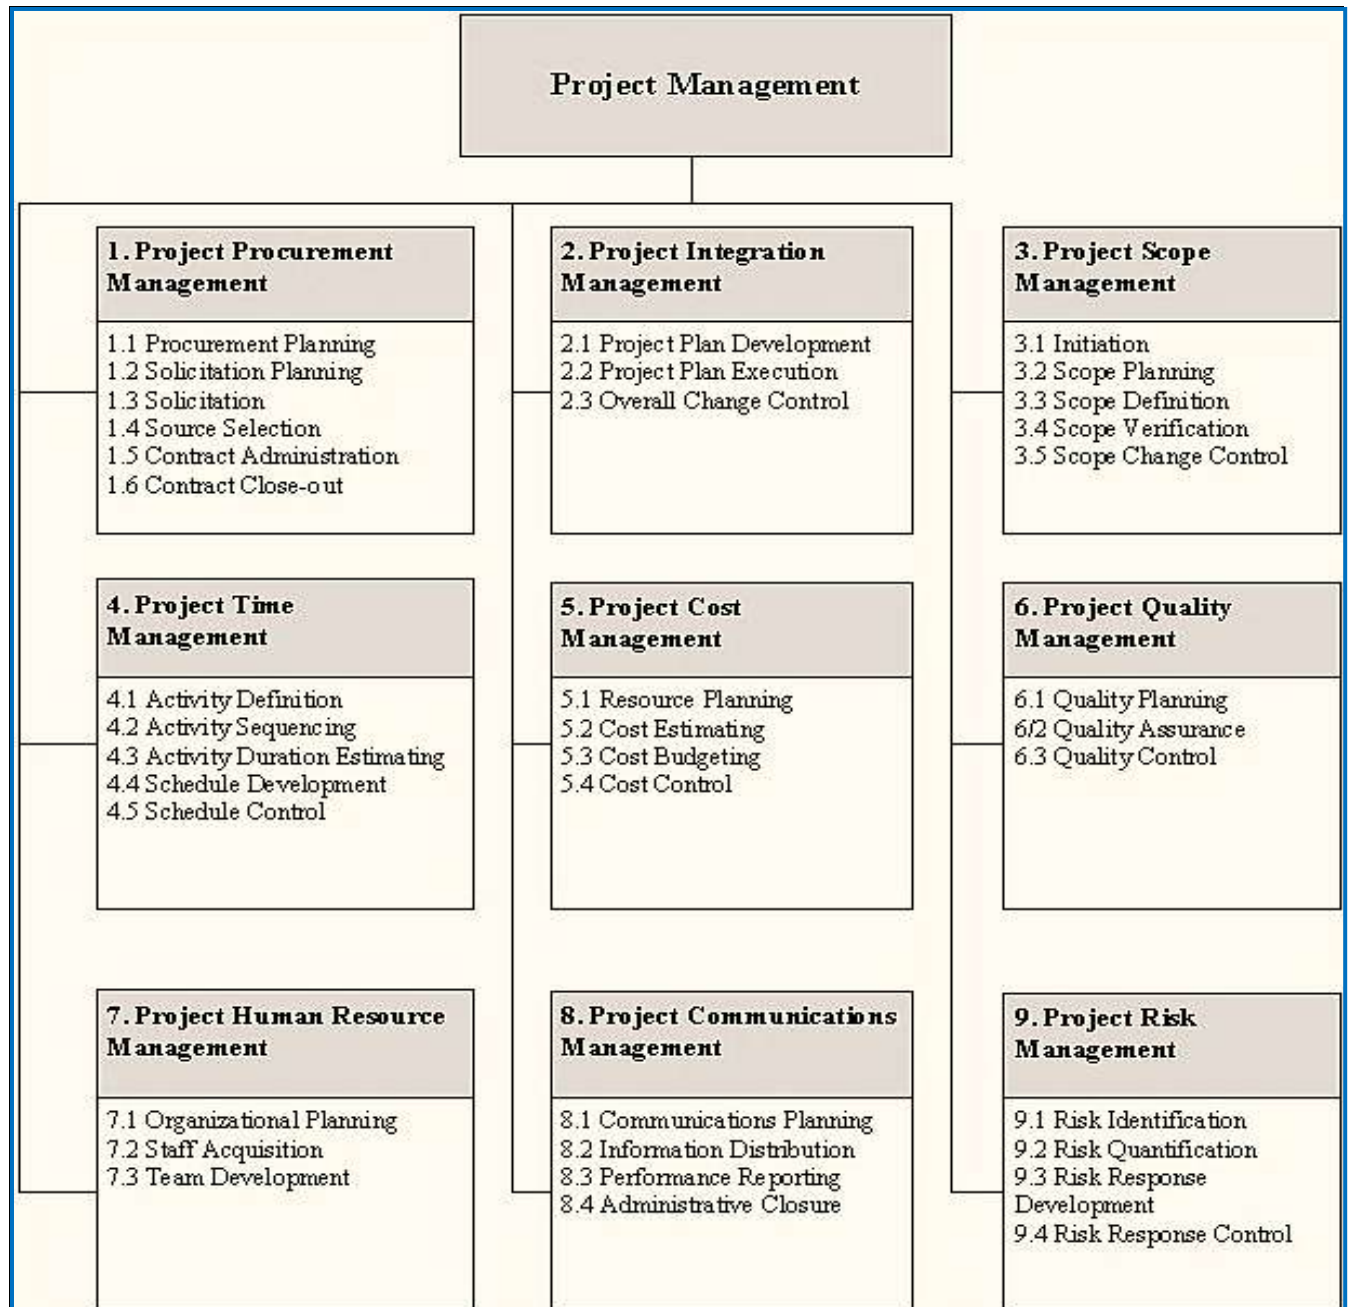 Project Management
1. Project Procurement
Management
1.1 Procurement Planning
1.2 Solicitation Planning
1.3 Solicitation
1.4 Source Selection
1.5 Contract Administration
1.6 Contract Close-out
2. Project Integration
Management
2.1 Project Plan Development
2.2 Project Plan Execution
2.3 Overall Change Control
3. Project Scope
Management
3.1 Initiation
3.2 Scope Planning
3.3 Scope Definition
3.4 Scope Verification
3.5 Scope Change Control
4. Project Time
Management
4.1 Activity Definition
4.2 Activity Sequencing
4.3 Activity Duration Estimating
4.4 Schedule Development
4.5 Schedule Control
5. Project Cost
Management
5.1 Resource Planning
5.2 Cost Estimating
5.3 Cost Budgeting
5.4 Cost Control
6. Project Quality
Management
6.1 Quality Planning
6/2 Quality Assurance
6.3 Quality Control
7. Project Human Resource
Management
7.1 Organizational Planning
7.2 Staff Acquisition
7.3 Team Development
8. Project Communications
Management
8.1 Communications Planning
8.2 Information Distribution
8.3 Performance Reporting
8.4 Administrative Closure
9. Project Risk
Management
9.1 Risk Identification
9.2 Risk Quantification
9.3 Risk Response
Development
9.4 Risk Response Control